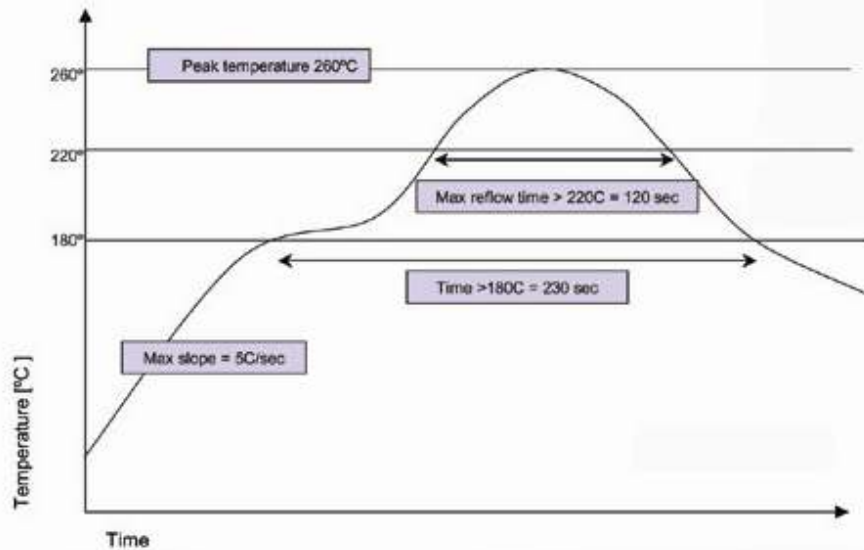 Peak temperature 260ºC
260º
220º
Max reflow time > 220C = 120 sec
180º
Time >180C = 230 sec
Max slope = 5C/sec
Temperature [ºC ]
Time